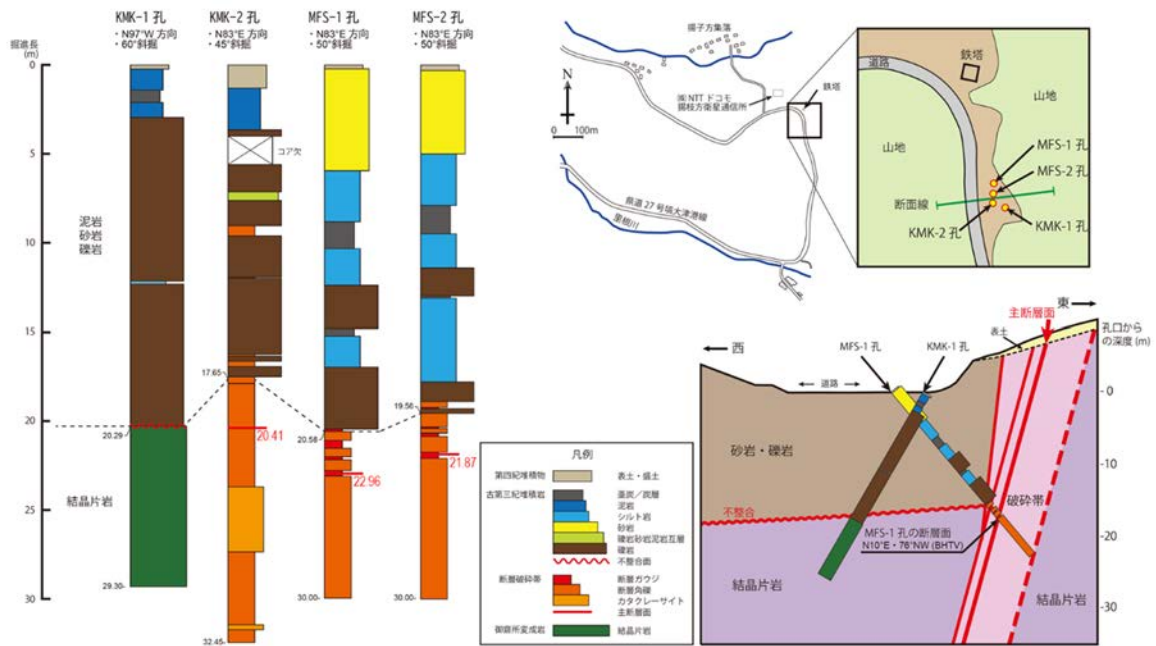 KMK-1 孔
・N97°W 方向
・60°斜掘
KMK-2 孔
・N83°E 方向
・45°斜掘
MFS-1 孔
・N83°E 方向
・50°斜掘
MFS-2 孔
・N83°E 方向
・50°斜掘
掘進長
(m)
0
5
10
15
20
25
30
泥岩
砂岩
礫岩
結晶片岩
コア欠
17.65
20.29
20.41
20.58
22.96
19.56
21.87
29.30
32.45
30.00
30.00
凡例
第四紀堆積物
表土・盛土
古第三紀堆積岩
亜炭／炭層
泥岩
シルト岩
砂岩
礫岩砂岩泥岩互層
礫岩
不整合面
断層破砕帯
断層ガウジ
断層角礫
カタクレーサイト
主断層面
御斎所変成岩
結晶片岩
揚子方集落
N
0 100m
㈱NTT ドコモ
揚枝方衛星通信所
鉄塔
県道 27 号塙大津港線
里根川
道路
鉄塔
山地
山地
MFS-1 孔
MFS-2 孔
断面線
KMK-2 孔
KMK-1 孔
東
西
主断層面
表土
孔口から
の深度 (m)
MFS-1 孔
KMK-1 孔
道路
-0
-10
-20
-30
砂岩・礫岩
破砕帯
不整合
MFS-1 孔の断層面
N10°E・76°NW (BHTV)
結晶片岩
結晶片岩